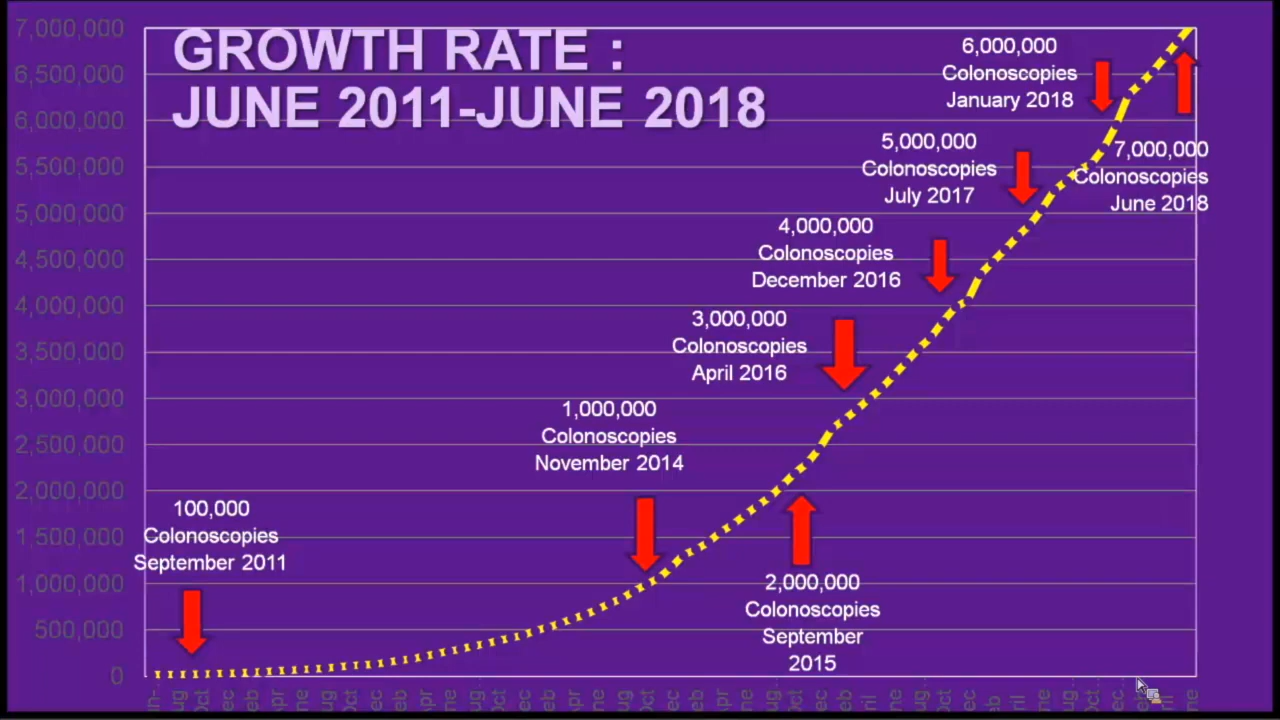 GROWTH RATE :
JUNE 2011-JUNE 2018
7,000,000
6,500,000
6,000,000
5,500,000
5,000,000
4,500,000
4,000,000
3,500,000
3,000,000
2,500,000
2,000,000
1,500,000
1,000,000
500,000
0
100,000
Colonoscopies
September 2011
1,000,000
Colonoscopies
November 2014
2,000,000
Colonoscopies
September
2015
3,000,000
Colonoscopies
April 2016
4,000,000
Colonoscopies
December 2016
5,000,000
Colonoscopies
July 2017
6,000,000
Colonoscopies
January 2018
7,000,000
Colonoscopies
June 2018